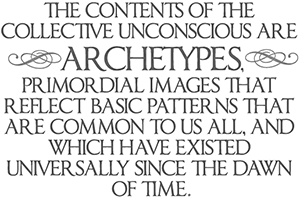 THE CONTENTS OF THE
COLLECTIVE UNCONSCIOUS ARE
ARCHETYPES,
PRIMORDIAL IMAGES THAT
REFLECT BASIC PATTERNS THAT
ARE COMMON TO US ALL, AND
WHICH HAVE EXISTED
UNIVERSALLY SINCE THE DAWN
OF TIME.